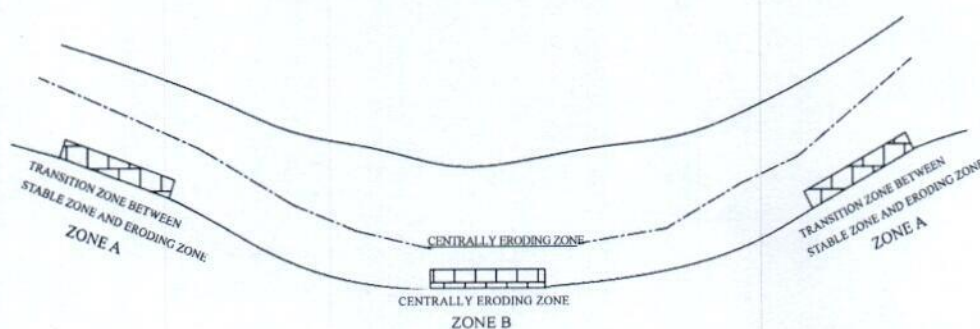 TRANSITION ZONE BETWEEN
STABLE ZONE AND ERODING ZONE
ZONE A
CENTRALLY ERODING ZONE
CENTRALLY ERODING ZONE
ZONE B
TRANSITION ZONE BETWEEN
STABLE ZONE AND ERODING ZONE
ZONE A